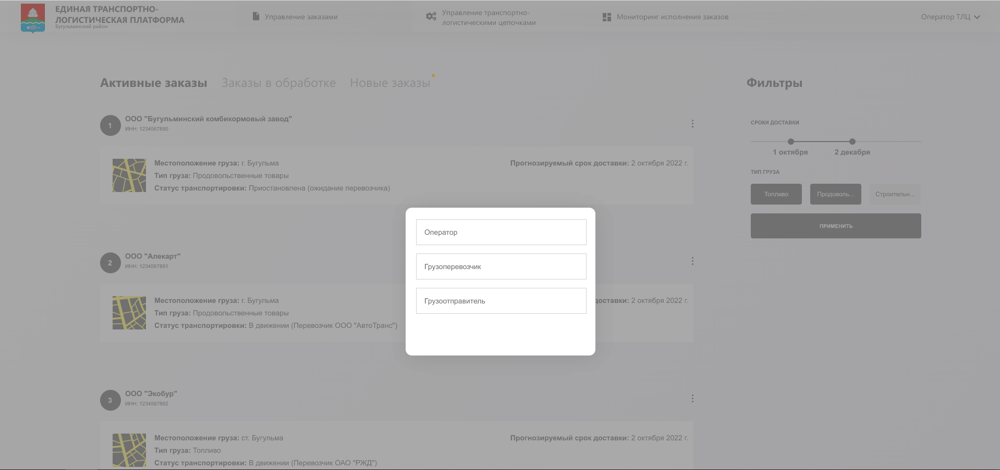 ЕДИНАЯ ТРАНСПОРТНО-
ЛОГИСТИЧЕСКАЯ ПЛАТФОРМА
Бугульминский район
Управление заказами
Управление транспортно-
логистическими цепочками
Мониторинг исполнения заказов
Оператор ТЛЦ
Активные заказы
Заказы в обработке
Новые заказы
Фильтры
1
ООО "Бугульминский комбикормовый завод"
ИНН: 1234567890
Местоположение груза: г. Бугульма
Тип груза: Продовольственные товары
Статус транспортировки: Приостановлена (ожидание перевозчика)
Прогнозируемый срок доставки: 2 октября 2022 г.
СРОКИ ДОСТАВКИ
1 октября
2 декабря
ТИП ГРУЗА
Топливо
Продоволь...
Строительн...
ПРИМЕНИТЬ
Оператор
Грузоперевозчик
Грузоотправитель
2
ООО "Алекарт"
ИНН: 1234567891
Местоположение груза: г. Бугульма
Тип груза: Продовольственные товары
Статус транспортировки: В движении (Перевозчик ООО "АвтоТранс")
доставки: 2 октября 2022 г.
3
ООО "Экобур"
ИНН: 1234567892
Местоположение груза: ст. Бугульма
Тип груза: Топливо
Статус транспортировки: В движении (Перевозчик ОАО "РЖД")
Прогнозируемый срок доставки: 2 октября 2022 г.